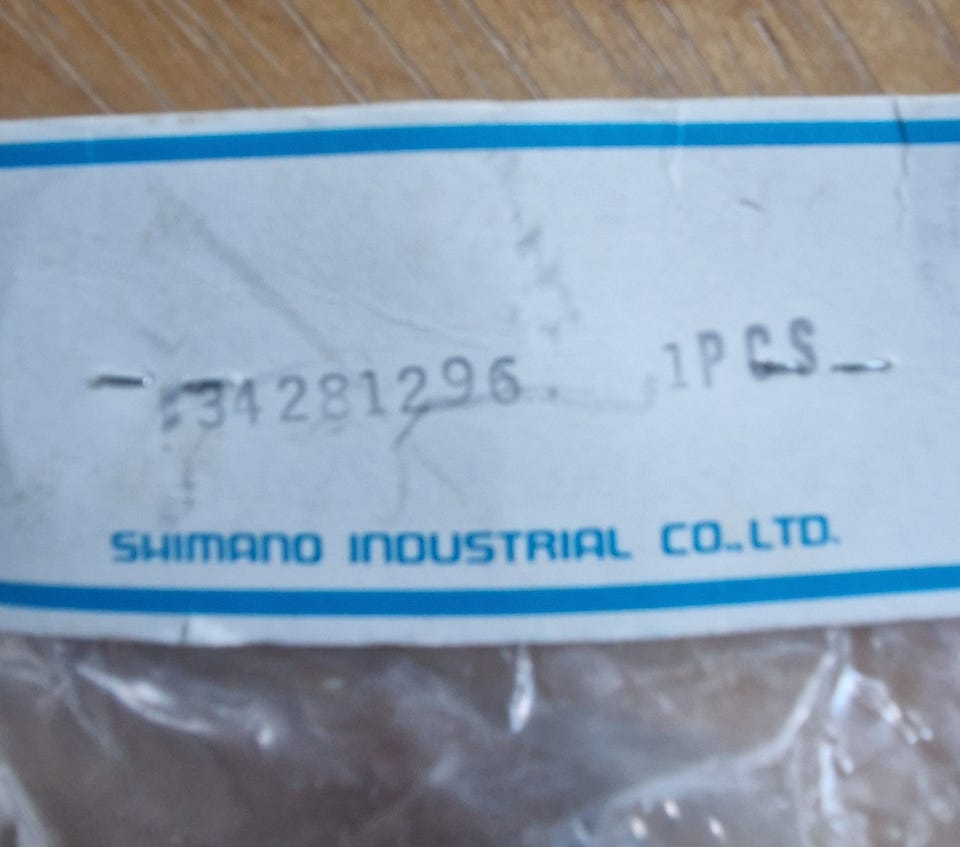 34281296. 1PCS
SHIMANO INDUSTRIAL CO.,LTD.